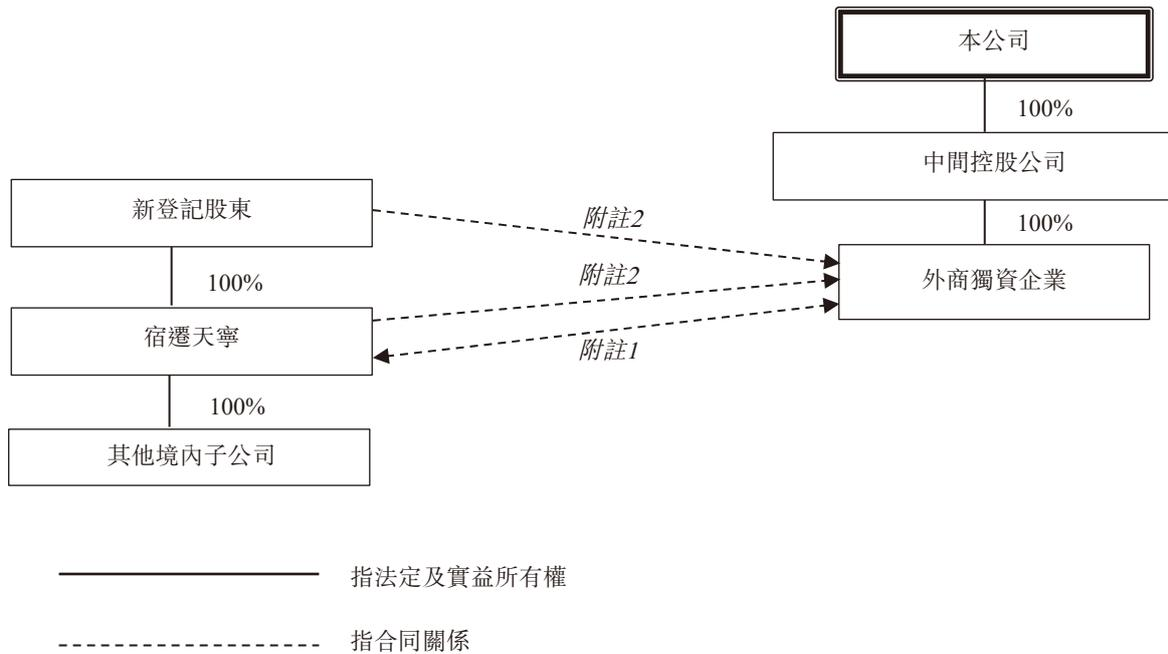 本公司
100%
中間控股公司
新登記股東
附註2
100%
100%
附註2
外商獨資企業
宿遷天寧
附註1
100%
其他境內子公司
指法定及實益所有權
指合同關係